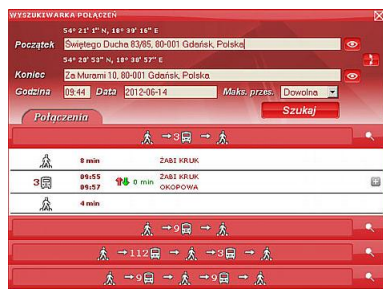 WYSZUKIWARKA POŁĄCZEŃ
54° 21' 1" N, 18° 39' 16" E
Początek Świętego Ducha 83/85, 80-001 Gdańsk, Polska
54° 20' 53" N, 18° 38' 57" E
Koniec Za Murami 10, 80-001 Gdańsk, Polska
Godzina 09:44 Data 2012-06-14 Maks. przes. Dowolna
Połączenia Szukaj
→3 →
8 min ŻABI KRUK
3 09:55 0 min ŻABI KRUK
09:57 OKOPOWA
4 min
→9 →
→112 → →3 →
→9 → →9 →